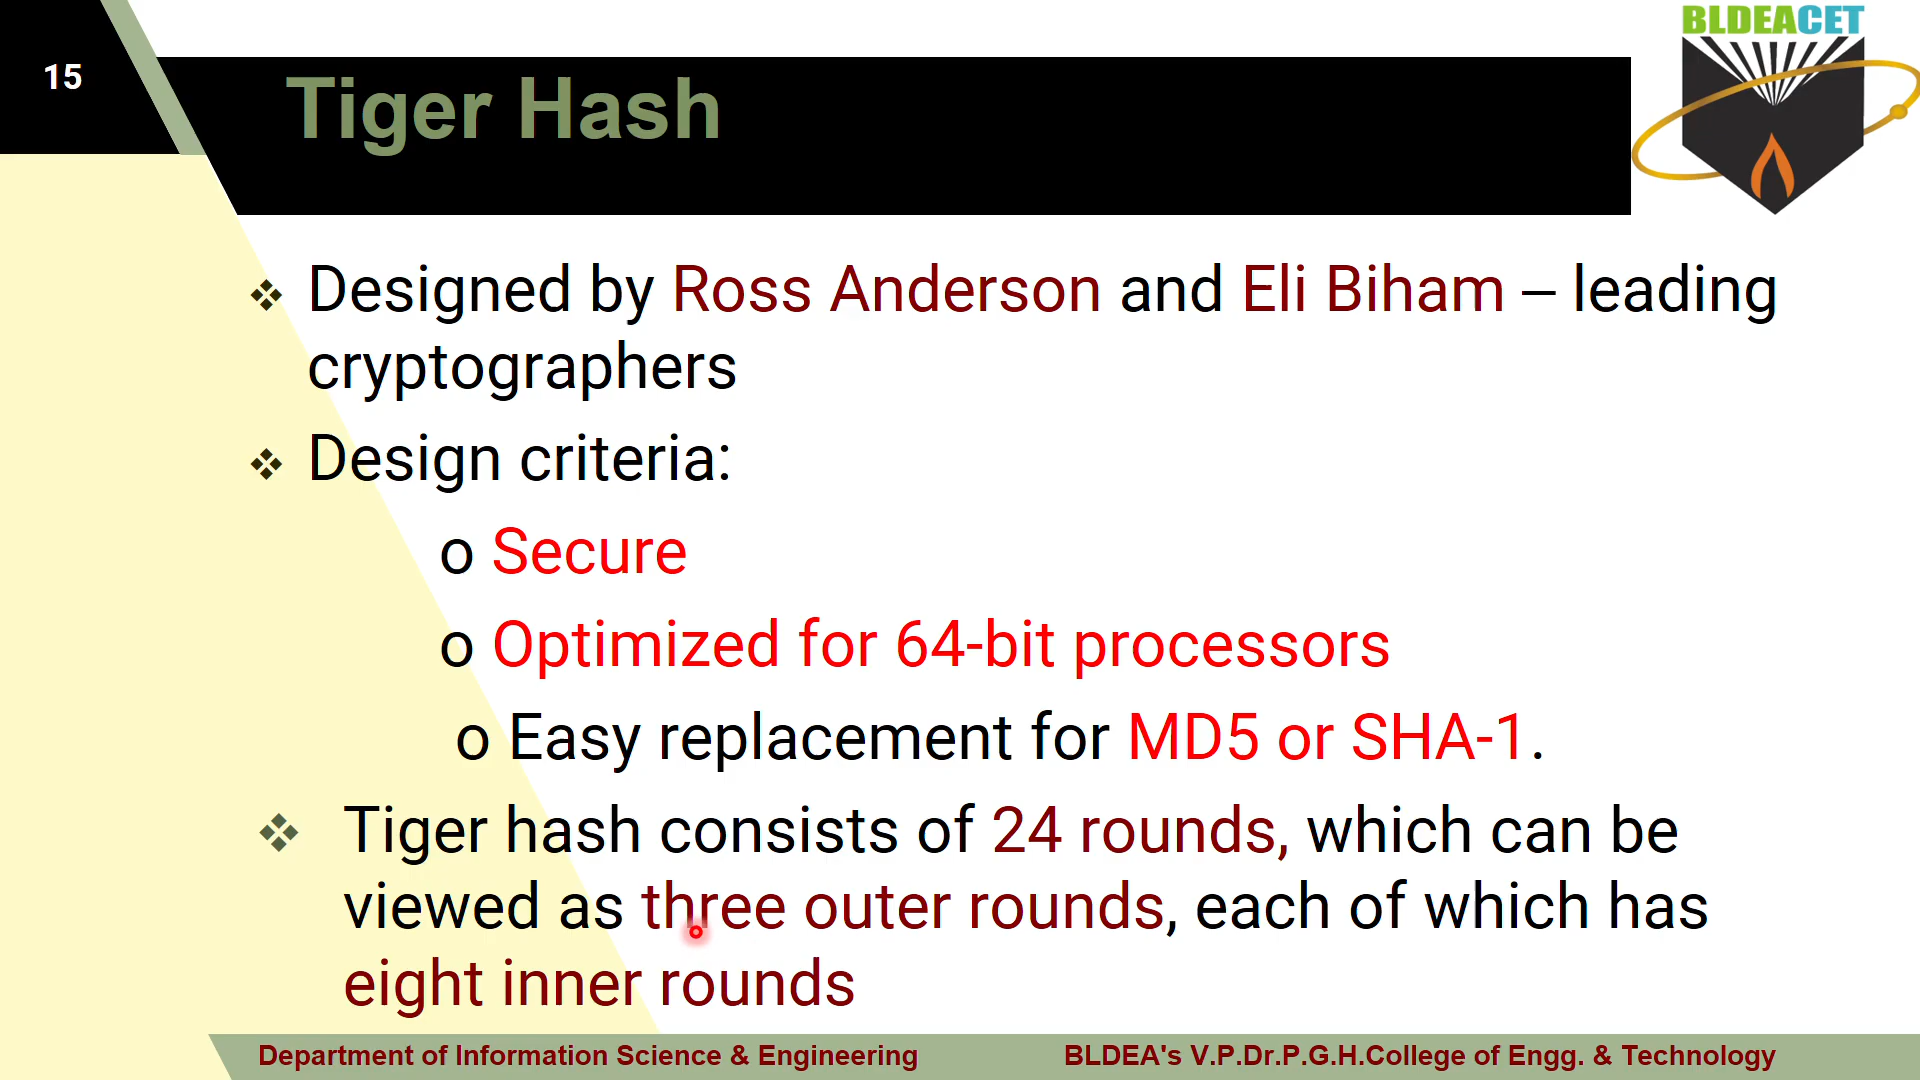 15
BLDEACET
Tiger Hash
❖ Designed by Ross Anderson and Eli Biham – leading
cryptographers
❖ Design criteria:
o Secure
o Optimized for 64-bit processors
o Easy replacement for MD5 or SHA-1.
❖ Tiger hash consists of 24 rounds, which can be
viewed as three outer rounds, each of which has
eight inner rounds
Department of Information Science & Engineering BLDEA's V.P.Dr.P.G.H.College of Engg. & Technology